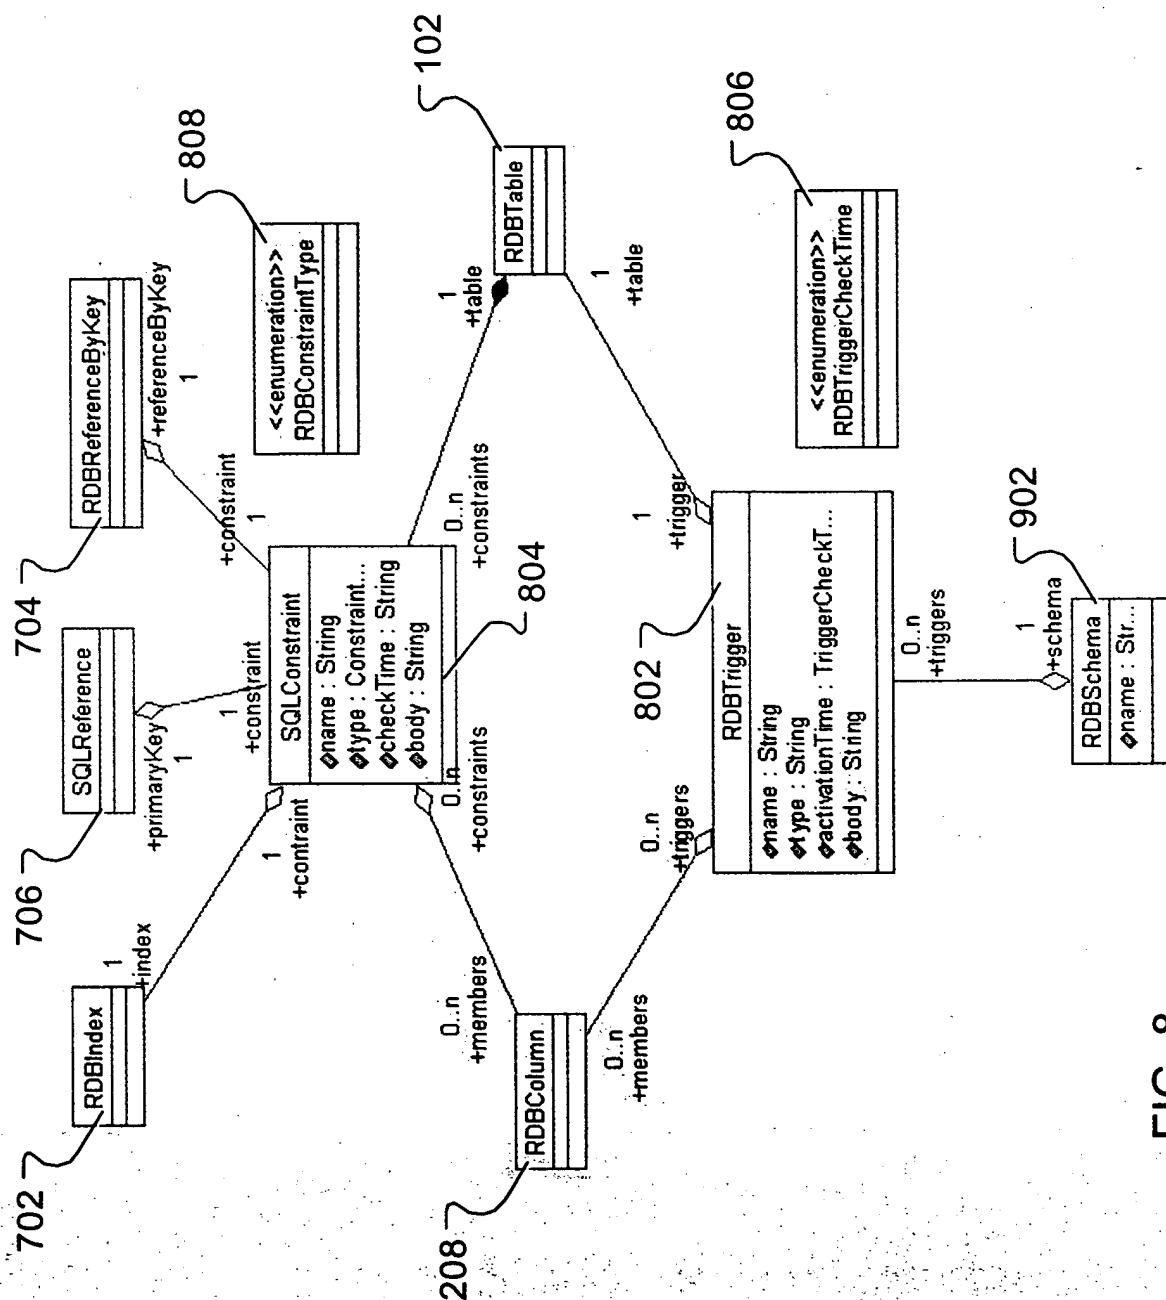 702
706
704
RDBIndex
1
+index
SQLReference
+primaryKey
1
RDBReferenceByKey
+referenceByKey
1
808
<<enumeration>>
RDBConstraintType
1
+contraint
1
+constraint
+constraint
1
SQLConstraint
name : String
type : Constraint...
checkTime : String
body : String
804
0..n
+constraints
0..n
+constraints
1
+table
102
RDBTable
208
RDBColumn
0..n
+members
0..n
+members
1
+table
0..n
+triggers
802
1
+trigger
RDBTrigger
name : String
type : String
activationTime : TriggerCheckT...
body : String
806
<<enumeration>>
RDBTriggerCheckTime
0..n
+triggers
1
+schema
902
RDBSchema
name : Str...
FIG. 8